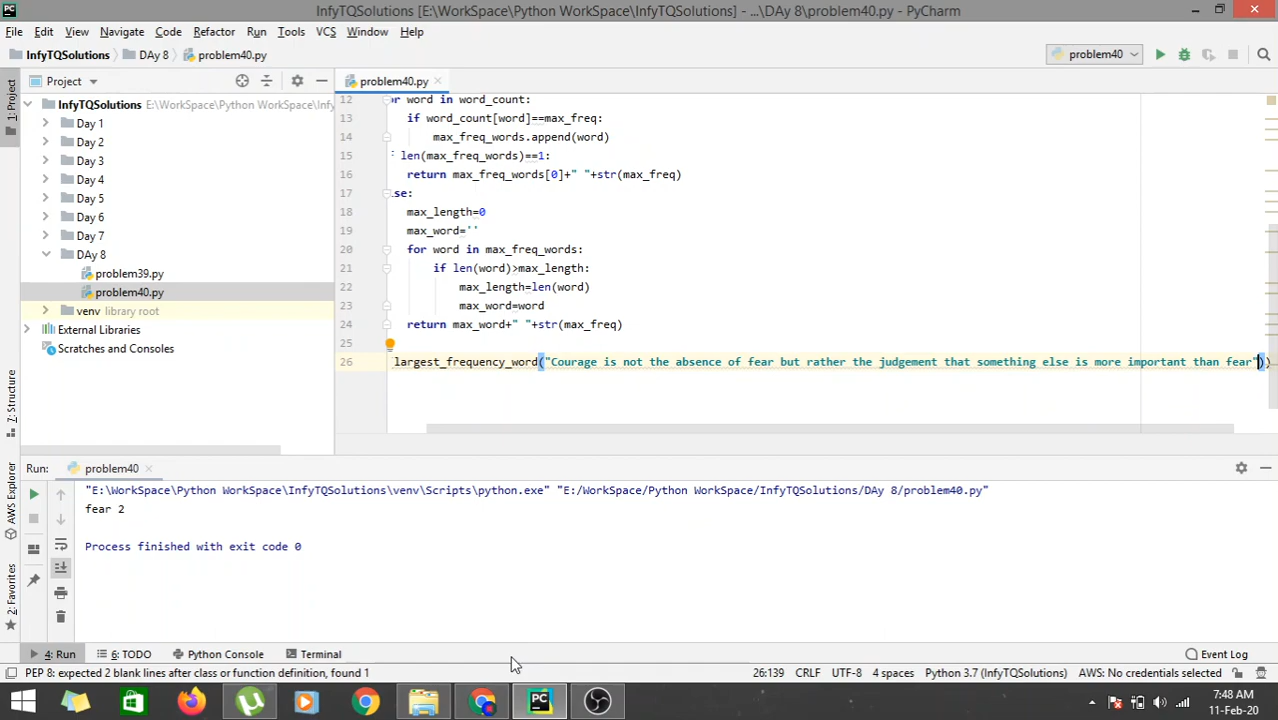 InfyTQSolutions [E:\WorkSpace\Python WorkSpace\InfyTQSolutions] - ...\DAy 8\problem40.py - PyCharm
File Edit View Navigate Code Refactor Run Tools VCS Window Help
InfyTQSolutions DAy 8 problem40.py
problem40
Project
problem40.py
1: Project
7: Structure
AWS Explorer
2: Favorites
InfyTQSolutions E:\WorkSpace\Python WorkSpace\Infy
Day 1
Day 2
Day 3
Day 4
Day 5
Day 6
Day 7
DAy 8
problem39.py
problem40.py
venv library root
External Libraries
Scratches and Consoles
12 or word in word_count:
13 if word_count[word]==max_freq:
14 max_freq_words.append(word)
15 len(max_freq_words)==1:
16 return max_freq_words[0]+" "+str(max_freq)
17 lse:
18 max_length=0
19 max_word=''
20 for word in max_freq_words:
21 if len(word)>max_length:
22 max_length=len(word)
23 max_word=word
24 return max_word+" "+str(max_freq)
25
26 largest_frequency_word("Courage is not the absence of fear but rather the judgement that something else is more important than fear"))
Run: problem40
"E:\WorkSpace\Python WorkSpace\InfyTQSolutions\venv\Scripts\python.exe" "E:/WorkSpace/Python WorkSpace/InfyTQSolutions/DAy 8/problem40.py"
fear 2
Process finished with exit code 0
4: Run 6: TODO Python Console Terminal Event Log
PEP 8: expected 2 blank lines after class or function definition, found 1 26:139 CRLF UTF-8 4 spaces Python 3.7 (InfyTQSolutions) AWS: No credentials selected
7:48 AM
11-Feb-20